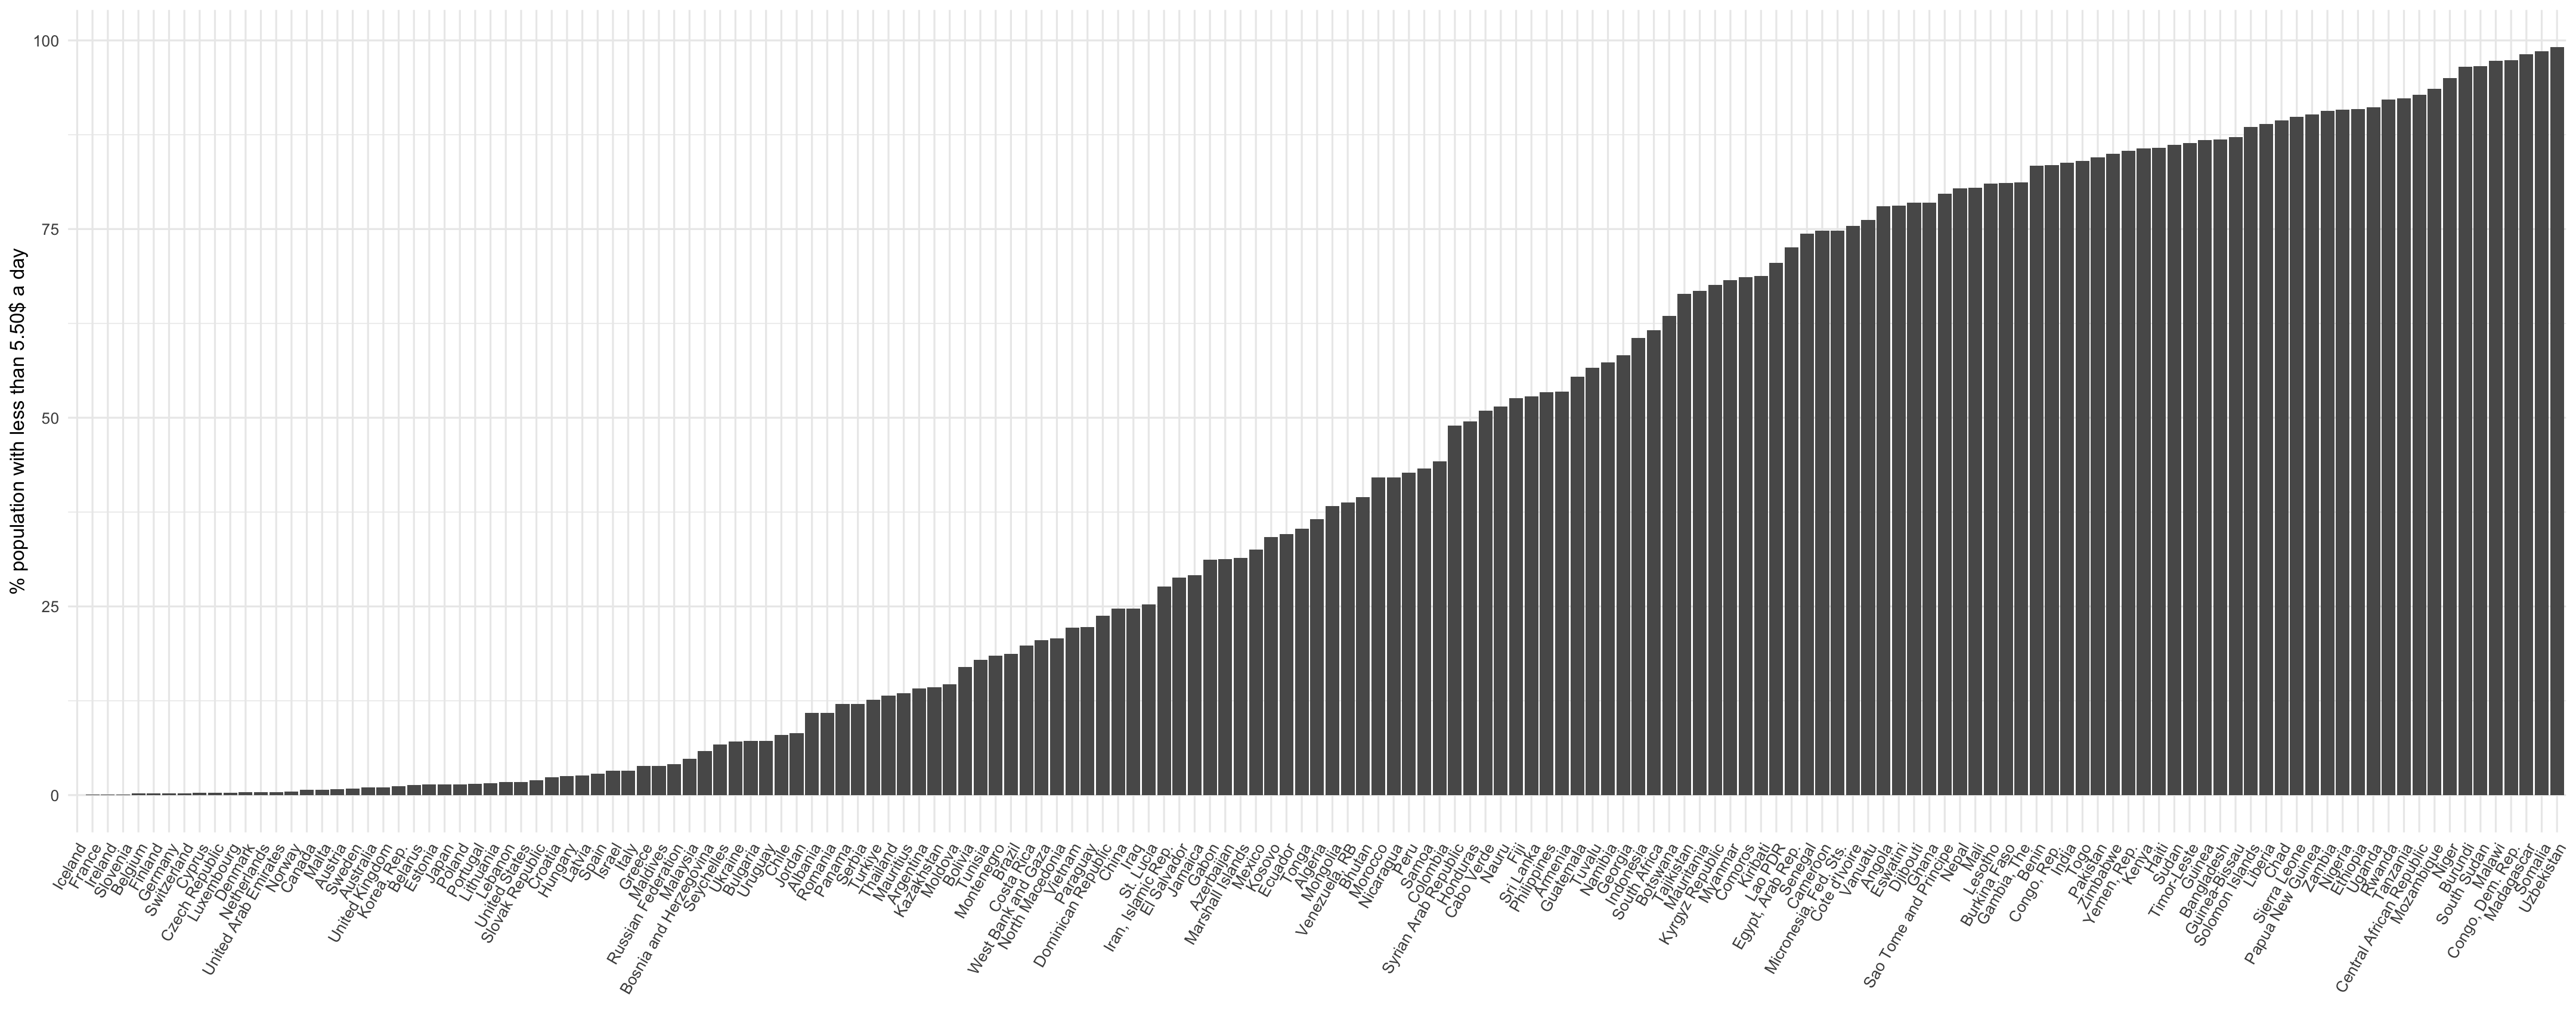 % population with less than 5.50$ a day
100
75
50
25
0
Iceland
France
Ireland
Slovenia
Belgium
Finland
Germany
Switzerland
Cyprus
Czech Republic
Luxembourg
Denmark
Netherlands
United Arab Emirates
Norway
Canada
Malta
Austria
Sweden
Australia
United Kingdom
Korea, Rep.
Belarus
Estonia
Japan
Poland
Portugal
Lithuania
Lebanon
United States
Slovak Republic
Croatia
Hungary
Latvia
Spain
Israel
Italy
Greece
Maldives
Russian Federation
Malaysia
Bosnia and Herzegovina
Seychelles
Ukraine
Bulgaria
Uruguay
Chile
Jordan
Albania
Romania
Panama
Serbia
Turkiye
Thailand
Mauritius
Argentina
Kazakhstan
Moldova
Bolivia
Tunisia
Montenegro
Brazil
Costa Rica
West Bank and Gaza
North Macedonia
Vietnam
Paraguay
Dominican Republic
China
Iraq
St. Lucia
Iran, Islamic Rep.
El Salvador
Jamaica
Gabon
Azerbaijan
Marshall Islands
Mexico
Kosovo
Ecuador
Tonga
Algeria
Mongolia
Venezuela, RB
Bhutan
Morocco
Nicaragua
Peru
Samoa
Colombia
Syrian Arab Republic
Honduras
Cabo Verde
Nauru
Fiji
Sri Lanka
Philippines
Armenia
Guatemala
Tuvalu
Namibia
Georgia
Indonesia
South Africa
Botswana
Tajikistan
Mauritania
Kyrgyz Republic
Myanmar
Comoros
Kiribati
Lao PDR
Egypt, Arab Rep.
Senegal
Cameroon
Micronesia, Fed. Sts.
Cote d'Ivoire
Vanuatu
Angola
Eswatini
Djibouti
Ghana
Sao Tome and Principe
Nepal
Mali
Lesotho
Burkina Faso
Gambia, The
Benin
Congo, Rep.
India
Togo
Pakistan
Zimbabwe
Yemen, Rep.
Kenya
Haiti
Sudan
Timor-Leste
Guinea
Bangladesh
Guinea-Bissau
Solomon Islands
Liberia
Chad
Sierra Leone
Papua New Guinea
Zambia
Nigeria
Ethiopia
Uganda
Rwanda
Tanzania
Central African Republic
Mozambique
Niger
Burundi
South Sudan
Malawi
Congo, Dem. Rep.
Madagascar
Somalia
Uzbekistan